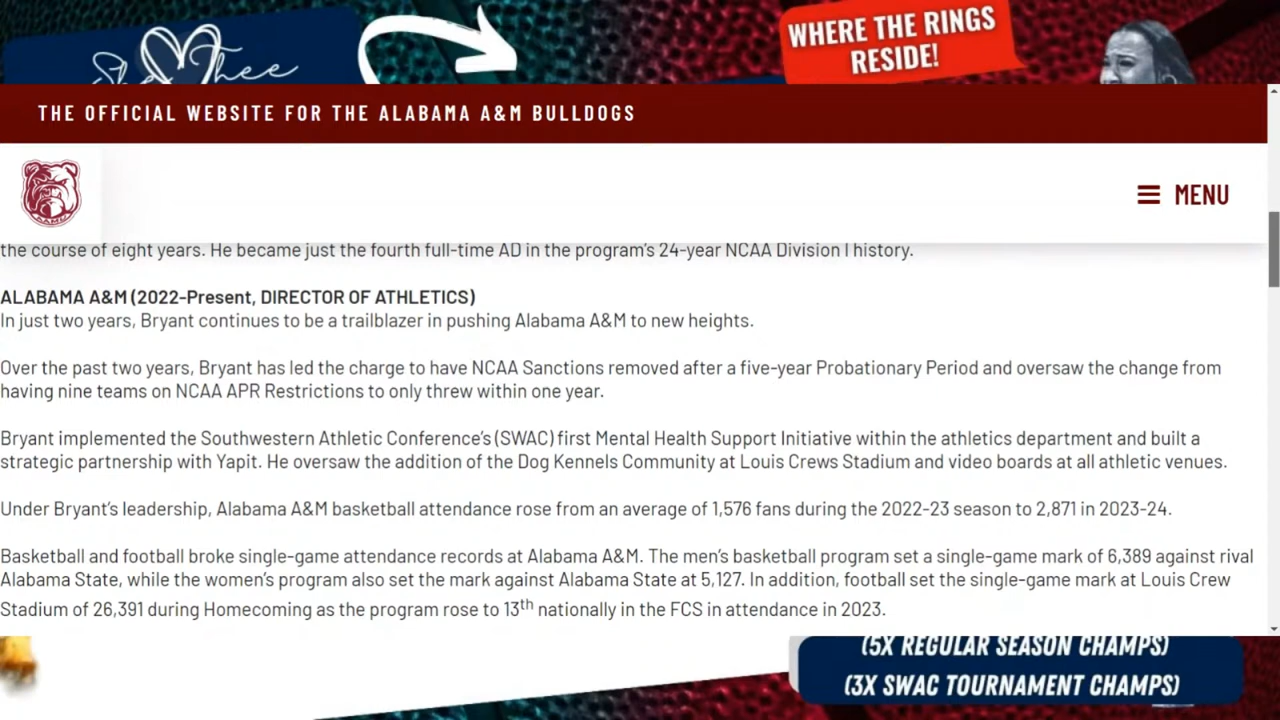 She Thee
WHERE THE RINGS
RESIDE!
THE OFFICIAL WEBSITE FOR THE ALABAMA A&M BULLDOGS
MENU
the course of eight years. He became just the fourth full-time AD in the program's 24-year NCAA Division I history.
ALABAMA A&M (2022-Present, DIRECTOR OF ATHLETICS)
In just two years, Bryant continues to be a trailblazer in pushing Alabama A&M to new heights.
Over the past two years, Bryant has led the charge to have NCAA Sanctions removed after a five-year Probationary Period and oversaw the change from
having nine teams on NCAA APR Restrictions to only threw within one year.
Bryant implemented the Southwestern Athletic Conference's (SWAC) first Mental Health Support Initiative within the athletics department and built a
strategic partnership with Yapit. He oversaw the addition of the Dog Kennels Community at Louis Crews Stadium and video boards at all athletic venues.
Under Bryant's leadership, Alabama A&M basketball attendance rose from an average of 1,576 fans during the 2022-23 season to 2,871 in 2023-24.
Basketball and football broke single-game attendance records at Alabama A&M. The men's basketball program set a single-game mark of 6,389 against rival
Alabama State, while the women's program also set the mark against Alabama State at 5,127. In addition, football set the single-game mark at Louis Crew
Stadium of 26,391 during Homecoming as the program rose to 13th nationally in the FCS in attendance in 2023.
(5X REGULAR SEASON CHAMPS)
(3X SWAC TOURNAMENT CHAMPS)